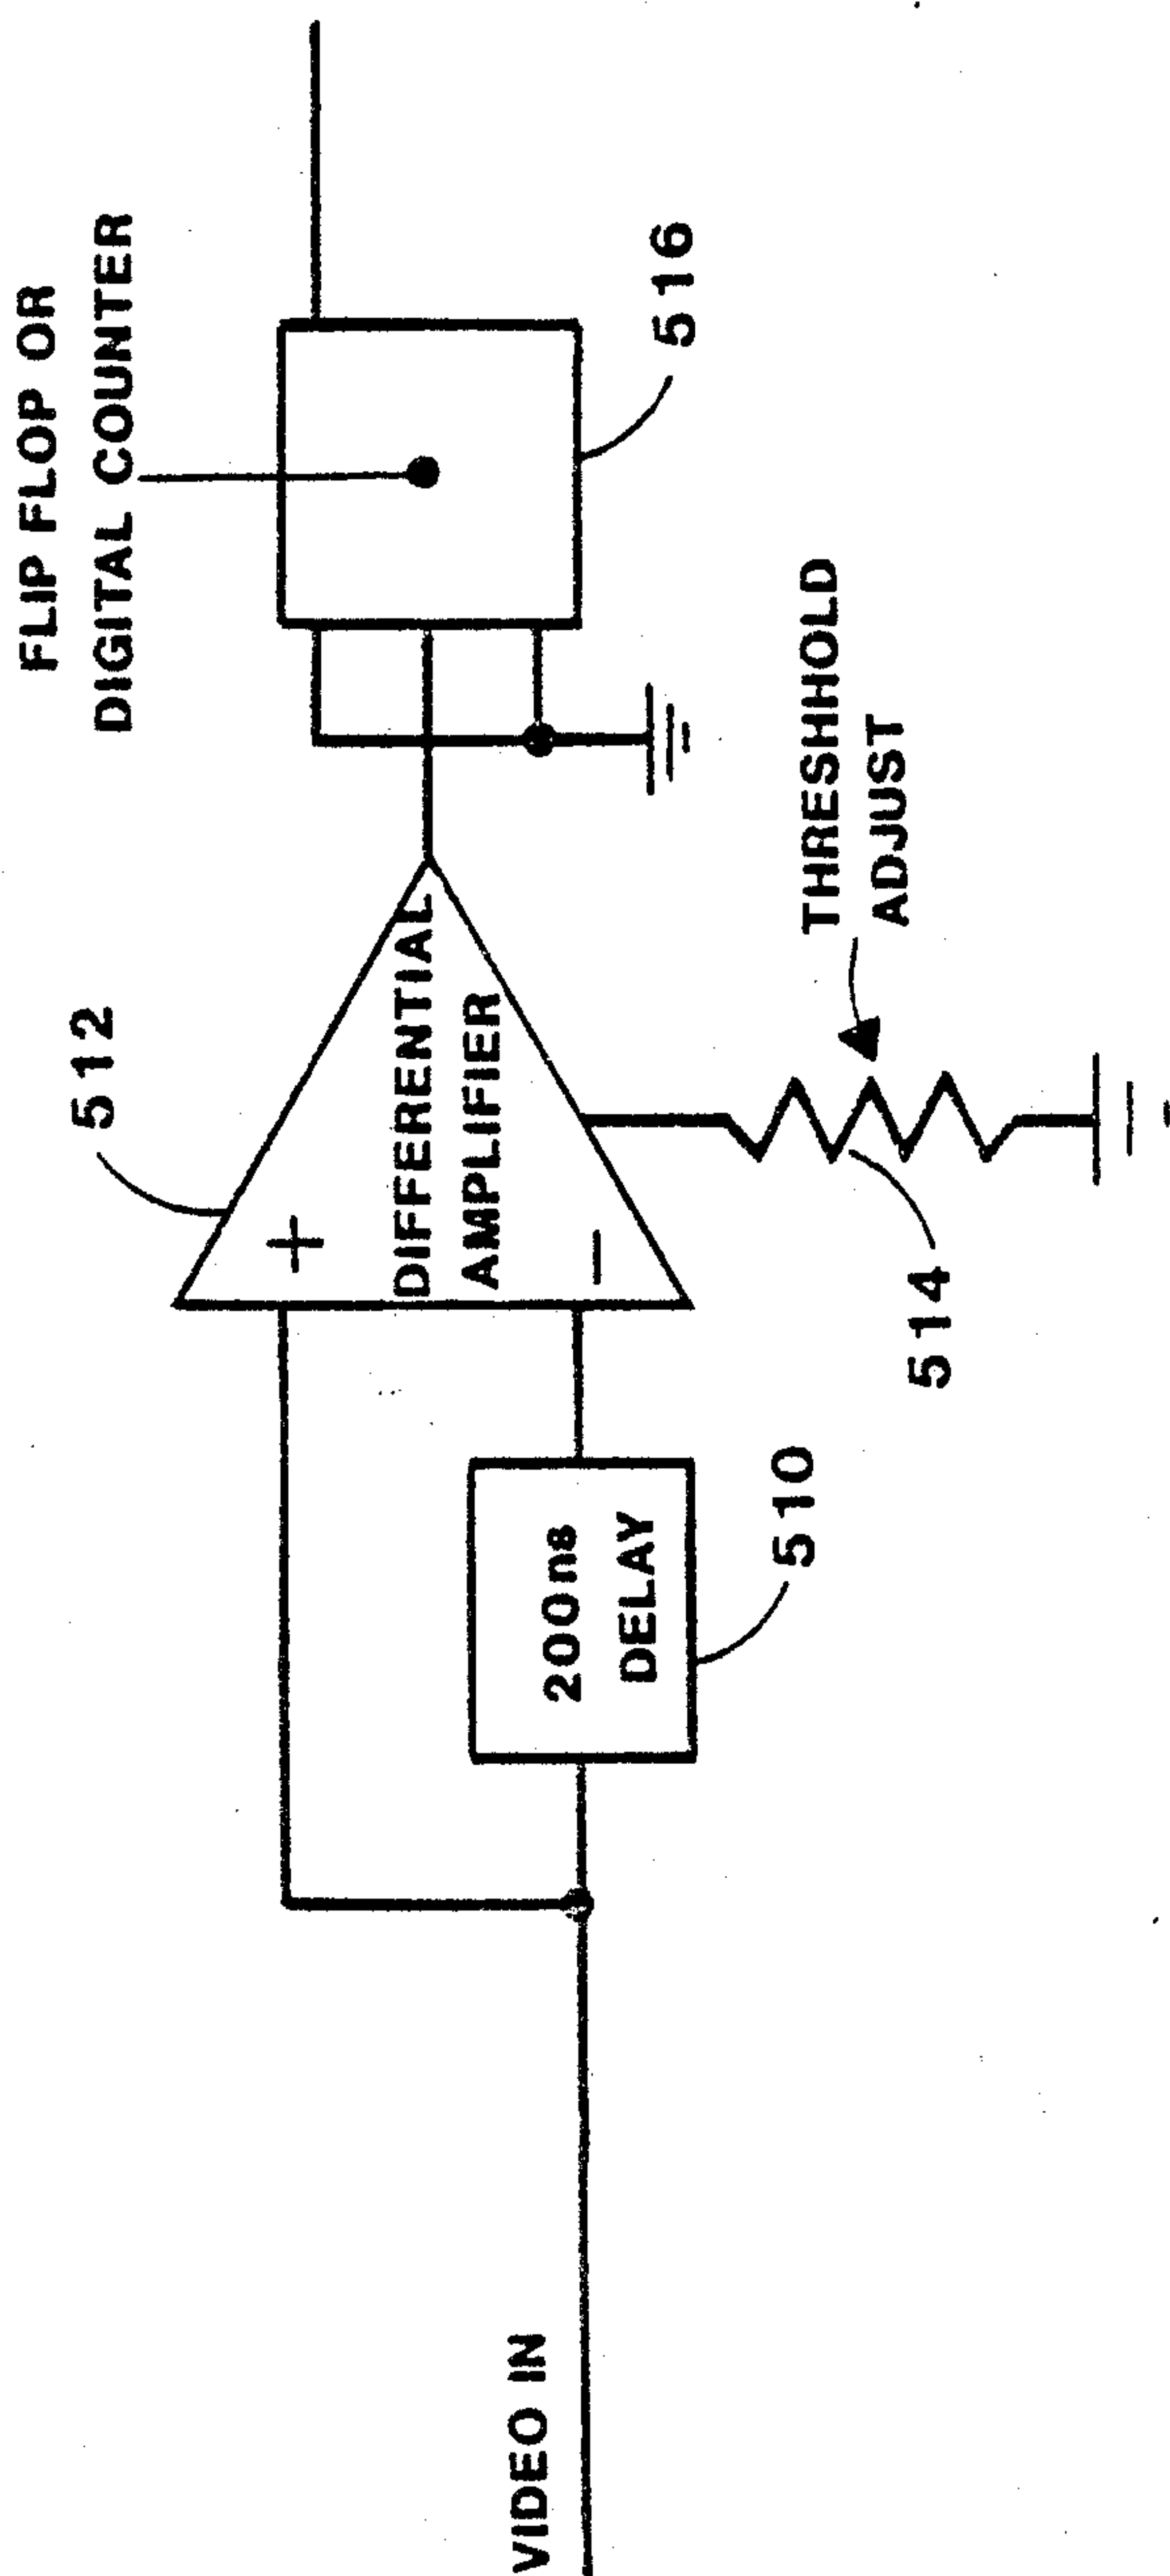 FLIP FLOP OR
DIGITAL COUNTER
512
516
+
DIFFERENTIAL
AMPLIFIER
−
THRESHHOLD
ADJUST
514
200ns
DELAY
510
VIDEO IN